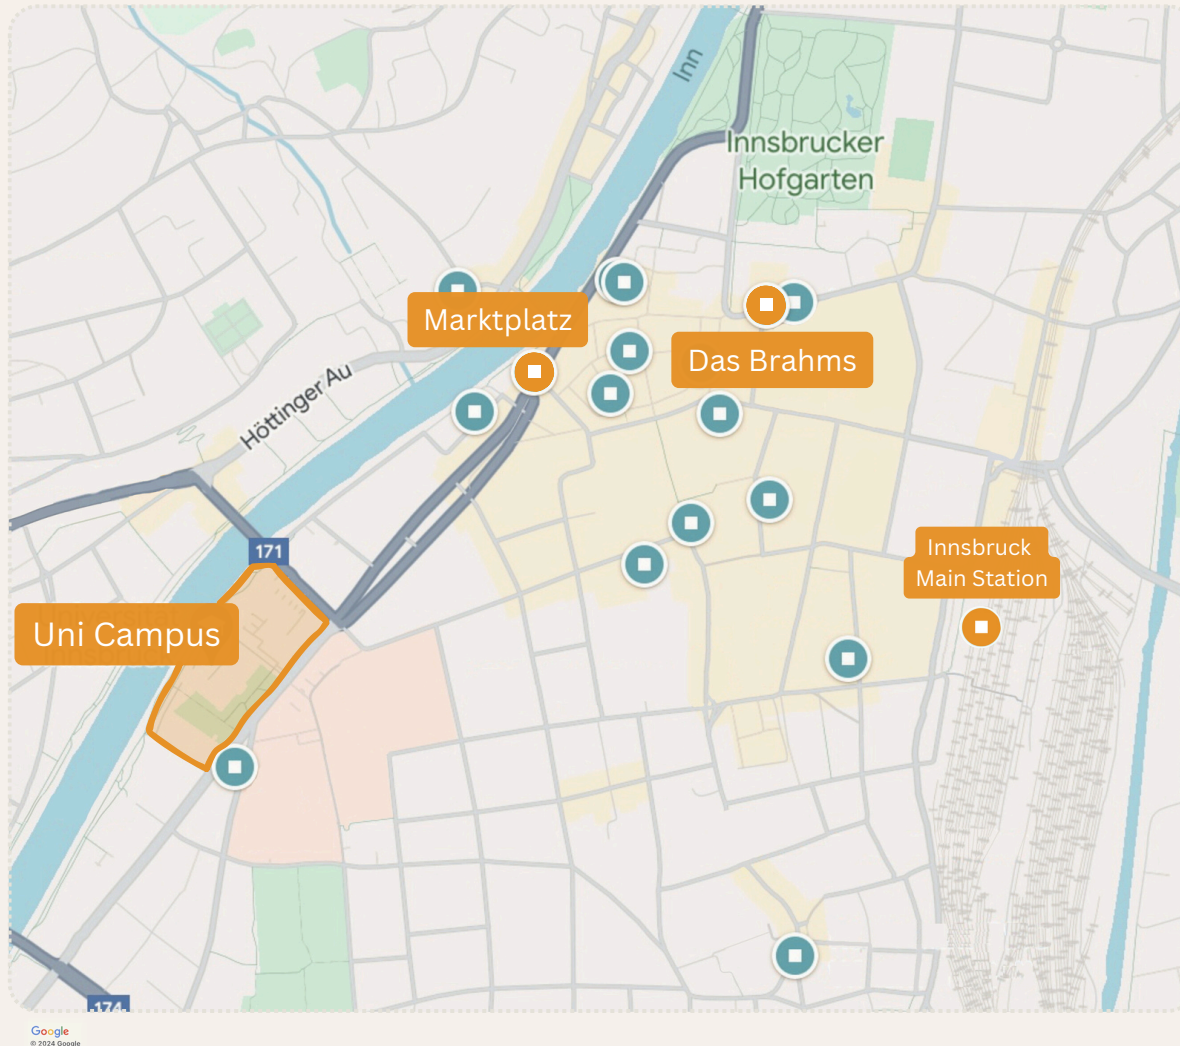 Inn
Innsbrucker
Hofgarten
Marktplatz
Das Brahms
Höttinger Au
171
Innsbruck
Main Station
Uni Campus
174
Google
© 2024 Google